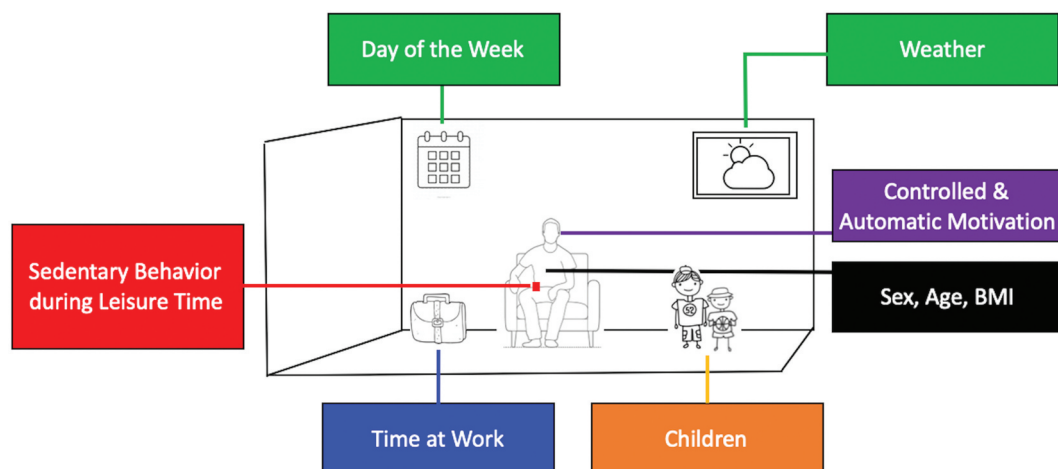 Day of the Week
Weather
Controlled &
Automatic Motivation
Sedentary Behavior
during Leisure Time
Sex, Age, BMI
52
Time at Work
Children